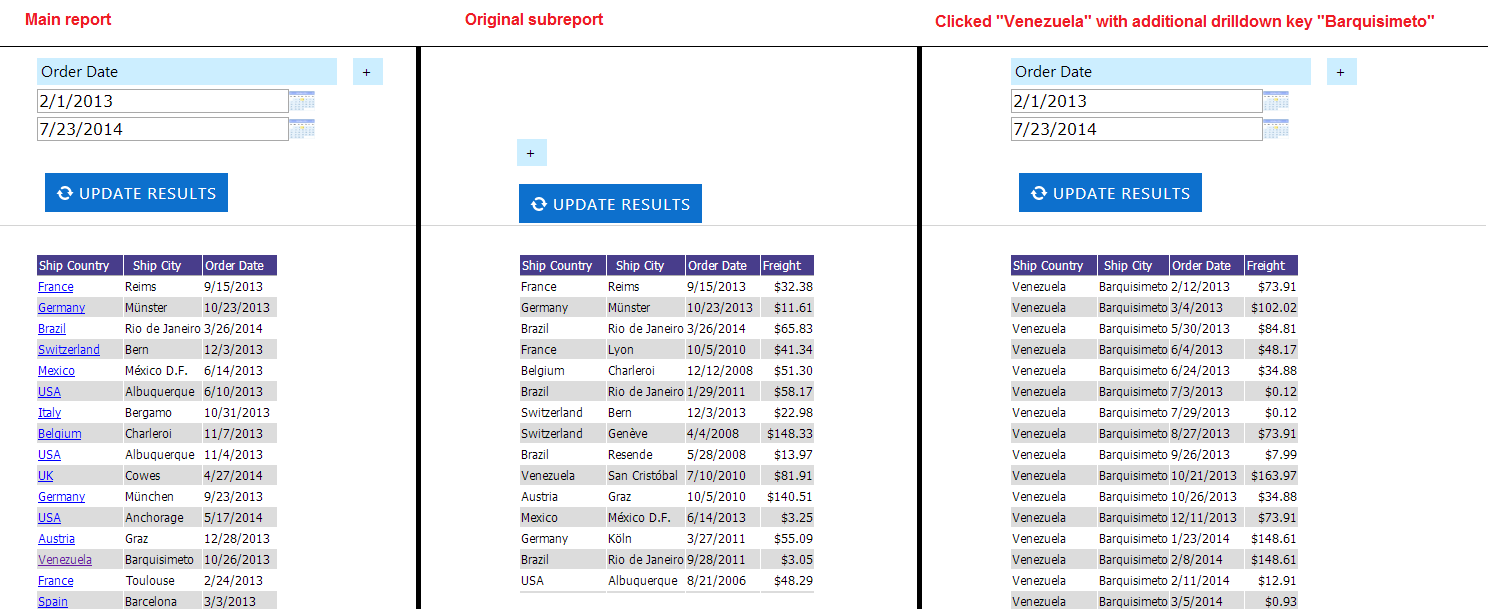 Main report
Order Date +
2/1/2013
7/23/2014
UPDATE RESULTS
Ship Country Ship City Order Date
France Reims 9/15/2013
Germany Münster 10/23/2013
Brazil Rio de Janeiro 3/26/2014
Switzerland Bern 12/3/2013
Mexico México D.F. 6/14/2013
USA Albuquerque 6/10/2013
Italy Bergamo 10/31/2013
Belgium Charleroi 11/7/2013
USA Albuquerque 11/4/2013
UK Cowes 4/27/2014
Germany München 9/23/2013
USA Anchorage 5/17/2014
Austria Graz 12/28/2013
Venezuela Barquisimeto 10/26/2013
France Toulouse 2/24/2013
Spain Barcelona 3/3/2013
Original subreport
+
UPDATE RESULTS
Ship Country Ship City Order Date Freight
France Reims 9/15/2013 $32.38
Germany Münster 10/23/2013 $11.61
Brazil Rio de Janeiro 3/26/2014 $65.83
France Lyon 10/5/2010 $41.34
Belgium Charleroi 12/12/2008 $51.30
Brazil Rio de Janeiro 1/29/2011 $58.17
Switzerland Bern 12/3/2013 $22.98
Switzerland Genève 4/4/2008 $148.33
Brazil Resende 5/28/2008 $13.97
Venezuela San Cristóbal 7/10/2010 $81.91
Austria Graz 10/5/2010 $140.51
Mexico México D.F. 6/14/2013 $3.25
Germany Köln 3/27/2011 $55.09
Brazil Rio de Janeiro 9/28/2011 $3.05
USA Albuquerque 8/21/2006 $48.29
Clicked "Venezuela" with additional drilldown key "Barquisimeto"
Order Date +
2/1/2013
7/23/2014
UPDATE RESULTS
Ship Country Ship City Order Date Freight
Venezuela Barquisimeto 2/12/2013 $73.91
Venezuela Barquisimeto 3/4/2013 $102.02
Venezuela Barquisimeto 5/30/2013 $84.81
Venezuela Barquisimeto 6/4/2013 $48.17
Venezuela Barquisimeto 6/24/2013 $34.88
Venezuela Barquisimeto 7/3/2013 $0.12
Venezuela Barquisimeto 7/29/2013 $0.12
Venezuela Barquisimeto 8/27/2013 $73.91
Venezuela Barquisimeto 9/26/2013 $7.99
Venezuela Barquisimeto 10/21/2013 $163.97
Venezuela Barquisimeto 10/26/2013 $34.88
Venezuela Barquisimeto 12/11/2013 $73.91
Venezuela Barquisimeto 1/23/2014 $148.61
Venezuela Barquisimeto 2/8/2014 $148.61
Venezuela Barquisimeto 2/11/2014 $12.91
Venezuela Barquisimeto 3/5/2014 $0.93